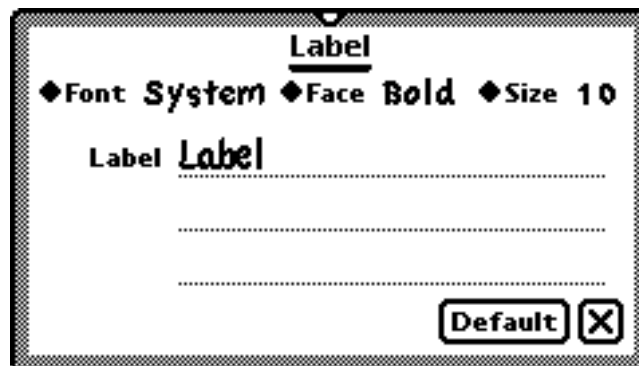 Label
◆Font System ◆Face Bold ◆Size 10
Label Label
Default X